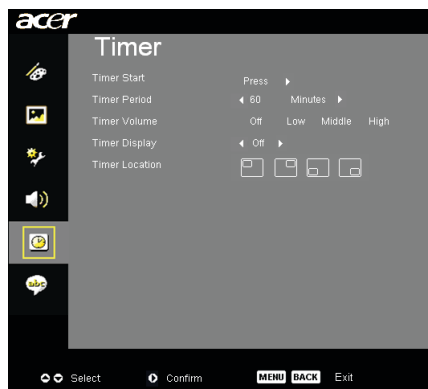 acer
Timer
Timer Start Press
Timer Period 60 Minutes
Timer Volume Off Low Middle High
Timer Display Off
Timer Location
abc
Select Confirm MENU BACK Exit